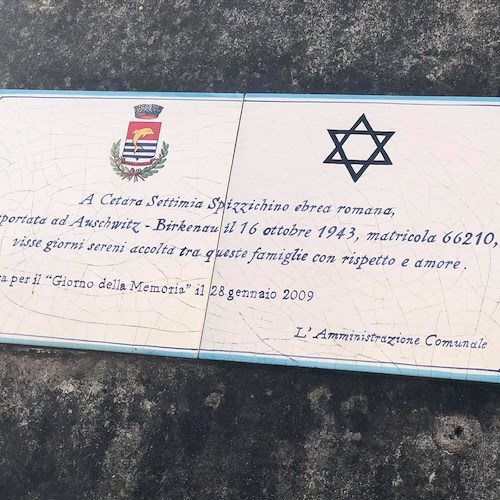 A Cetara Settimia Spizzichino ebrea romana,
portata ad Auschwitz - Birkenau il 16 ottobre 1943, matricola 66210,
visse giorni sereni accolta tra queste famiglie con rispetto e amore.
a per il "Giorno della Memoria" il 28 gennaio 2009
L' Amministrazione Comunale